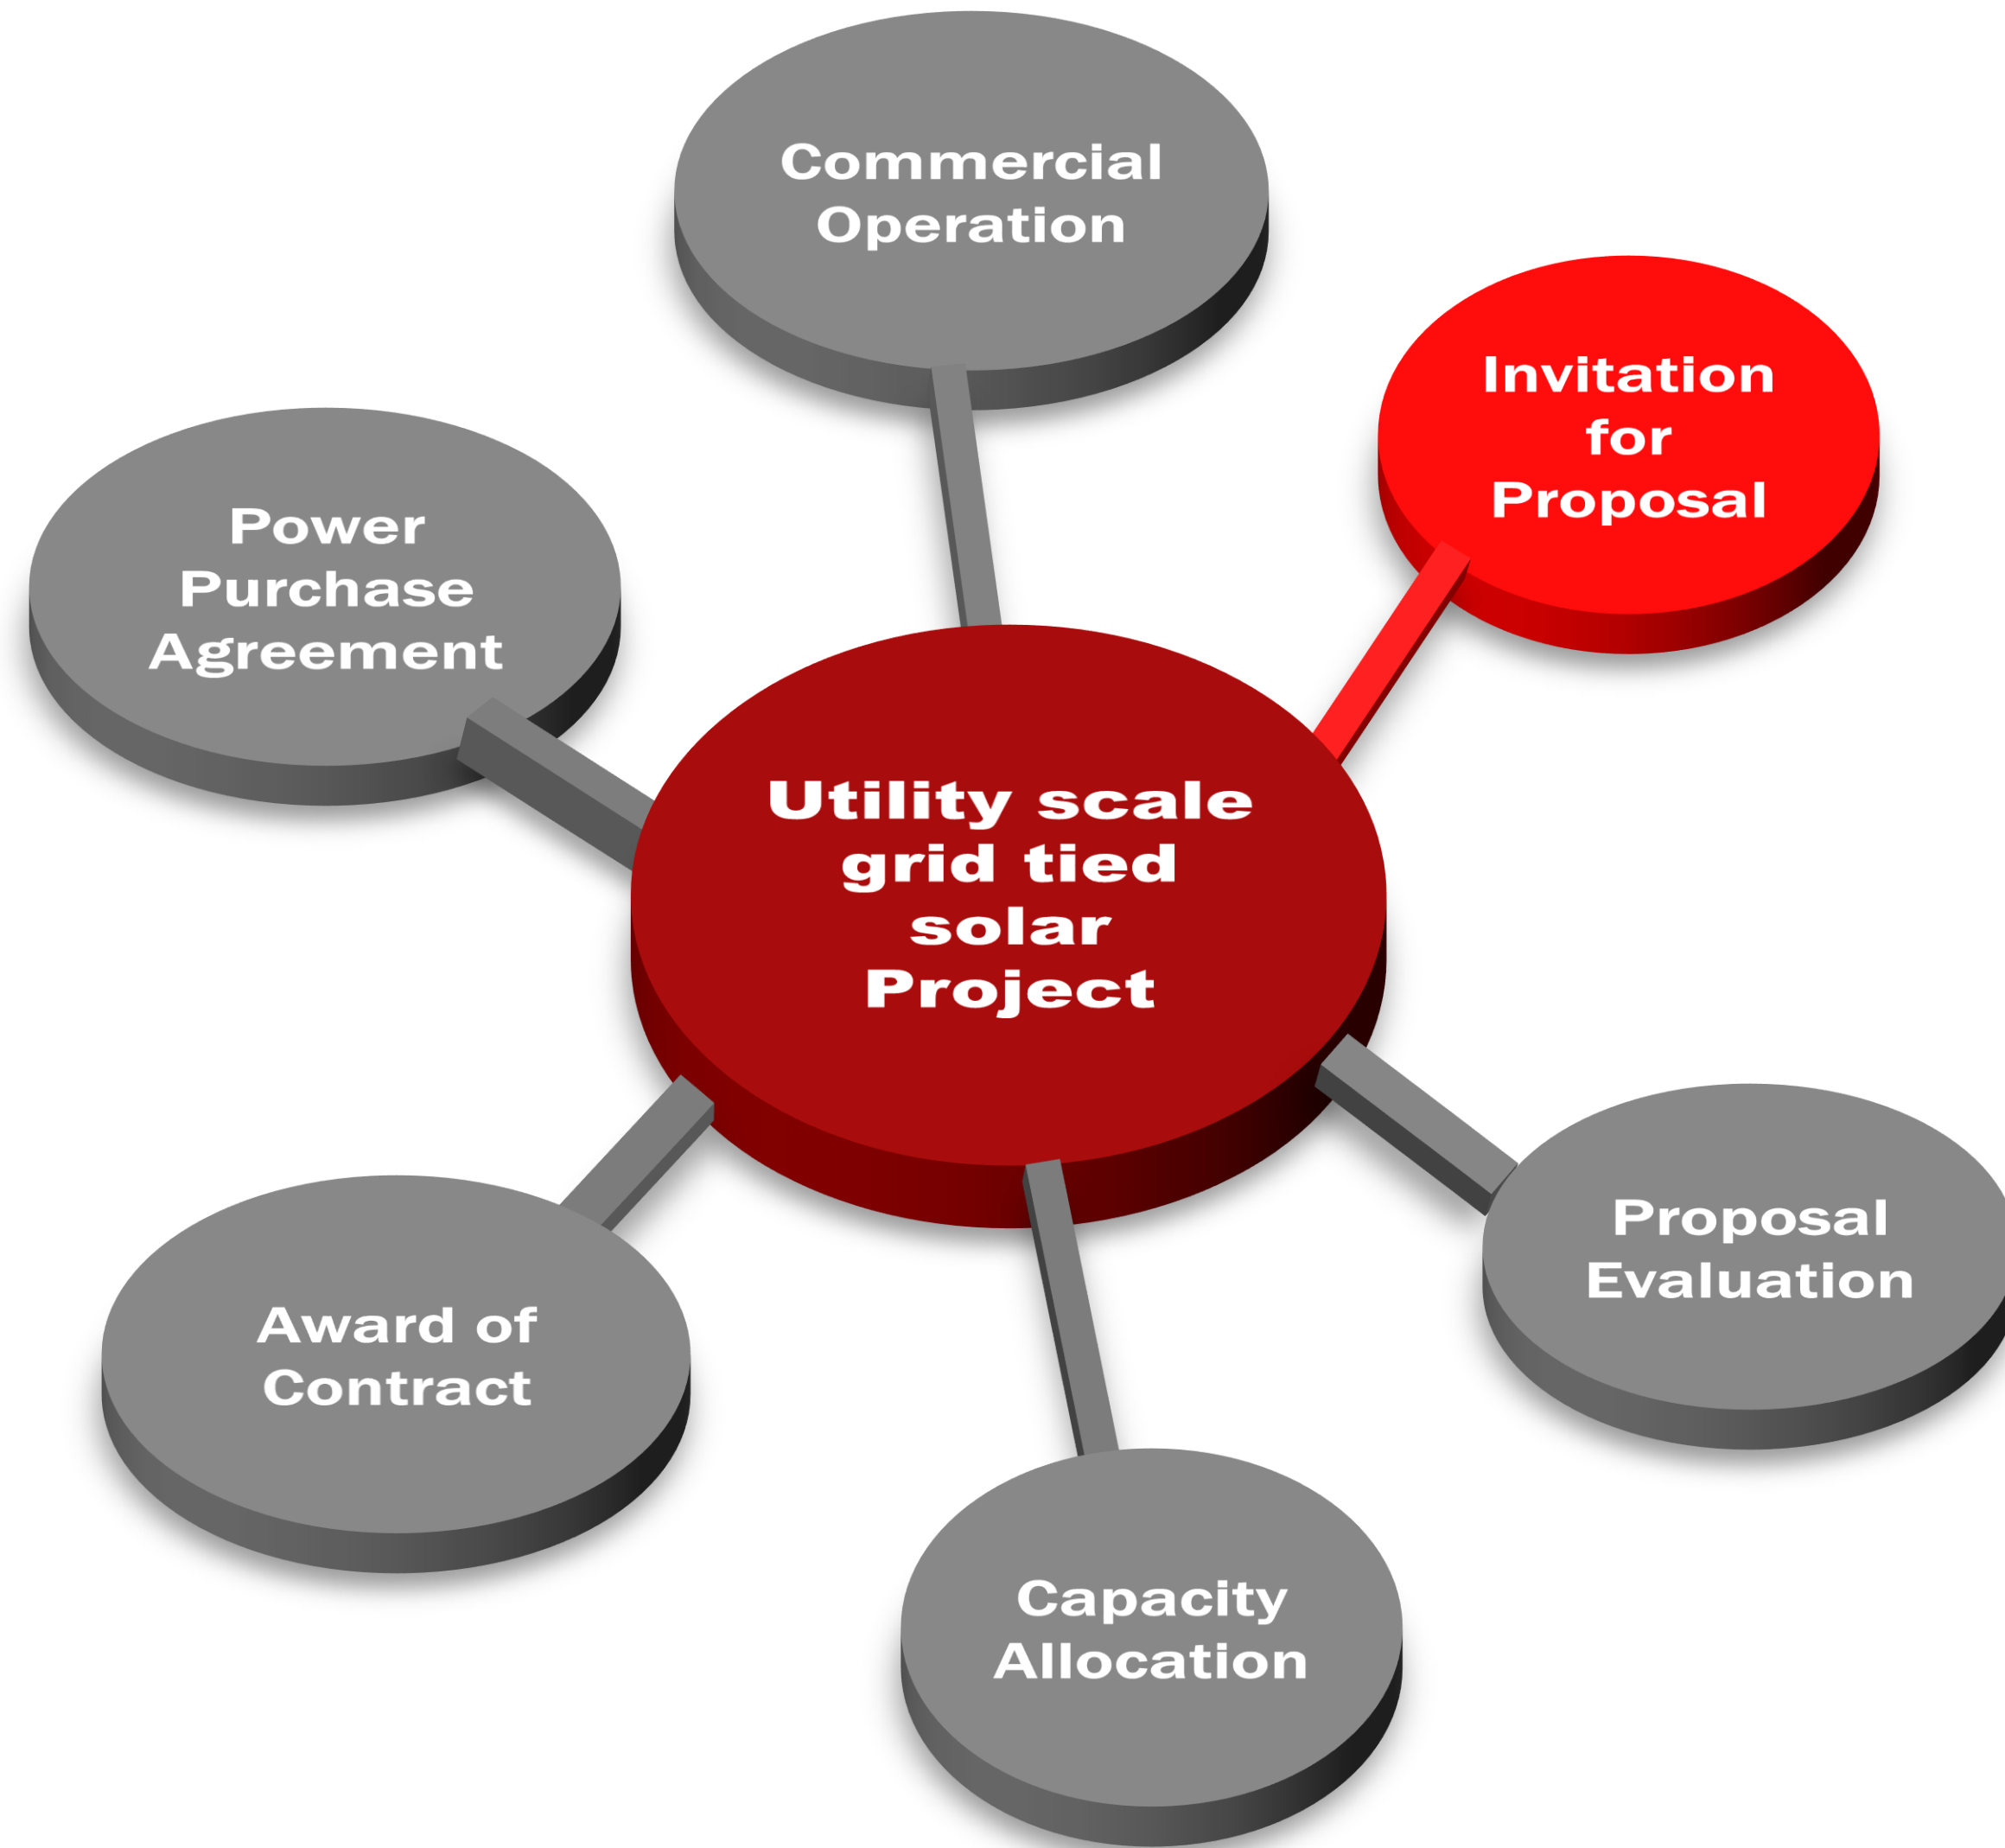 Commercial
Operation
Invitation
for
Proposal
Power
Purchase
Agreement
Utility scale
grid tied
solar
Project
Proposal
Evaluation
Award of
Contract
Capacity
Allocation